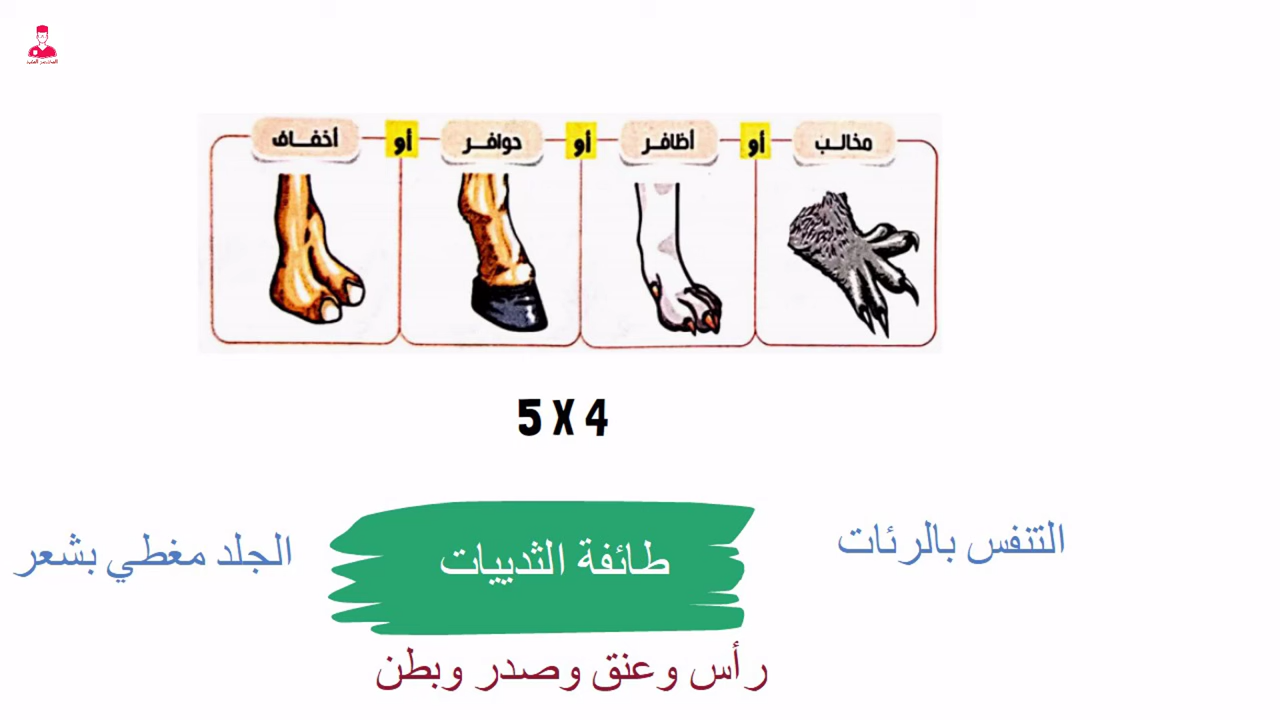 مخالب أو أظافر أو حوافر أو أخفاف
5 X 4
التنفس بالرئات
طائفة الثدييات
الجلد مغطي بشعر
رأس وعنق وصدر وبطن